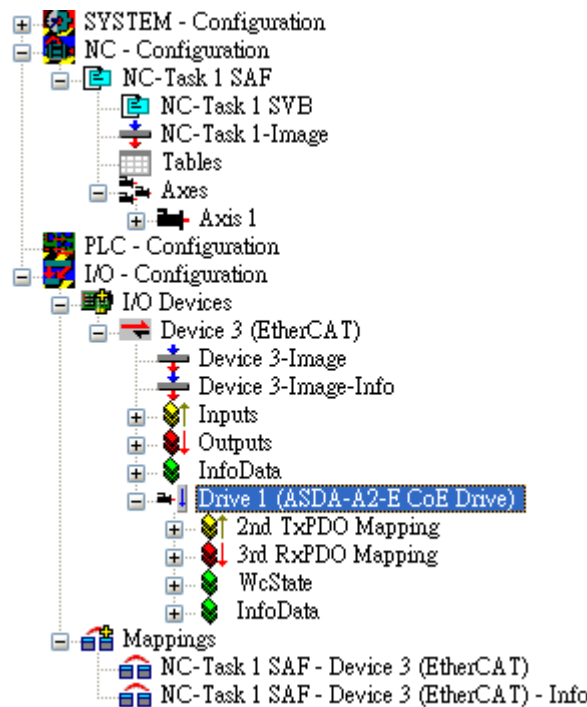 SYSTEM - Configuration
NC - Configuration
NC-Task 1 SAF
NC-Task 1 SVB
NC-Task 1-Image
Tables
Axes
Axis 1
PLC - Configuration
I/O - Configuration
I/O Devices
Device 3 (EtherCAT)
Device 3-Image
Device 3-Image-Info
Inputs
Outputs
InfoData
Drive 1 (ASDA-A2-E CoE Drive)
2nd TxPDO Mapping
3rd RxPDO Mapping
WcState
InfoData
Mappings
NC-Task 1 SAF - Device 3 (EtherCAT)
NC-Task 1 SAF - Device 3 (EtherCAT) - Info